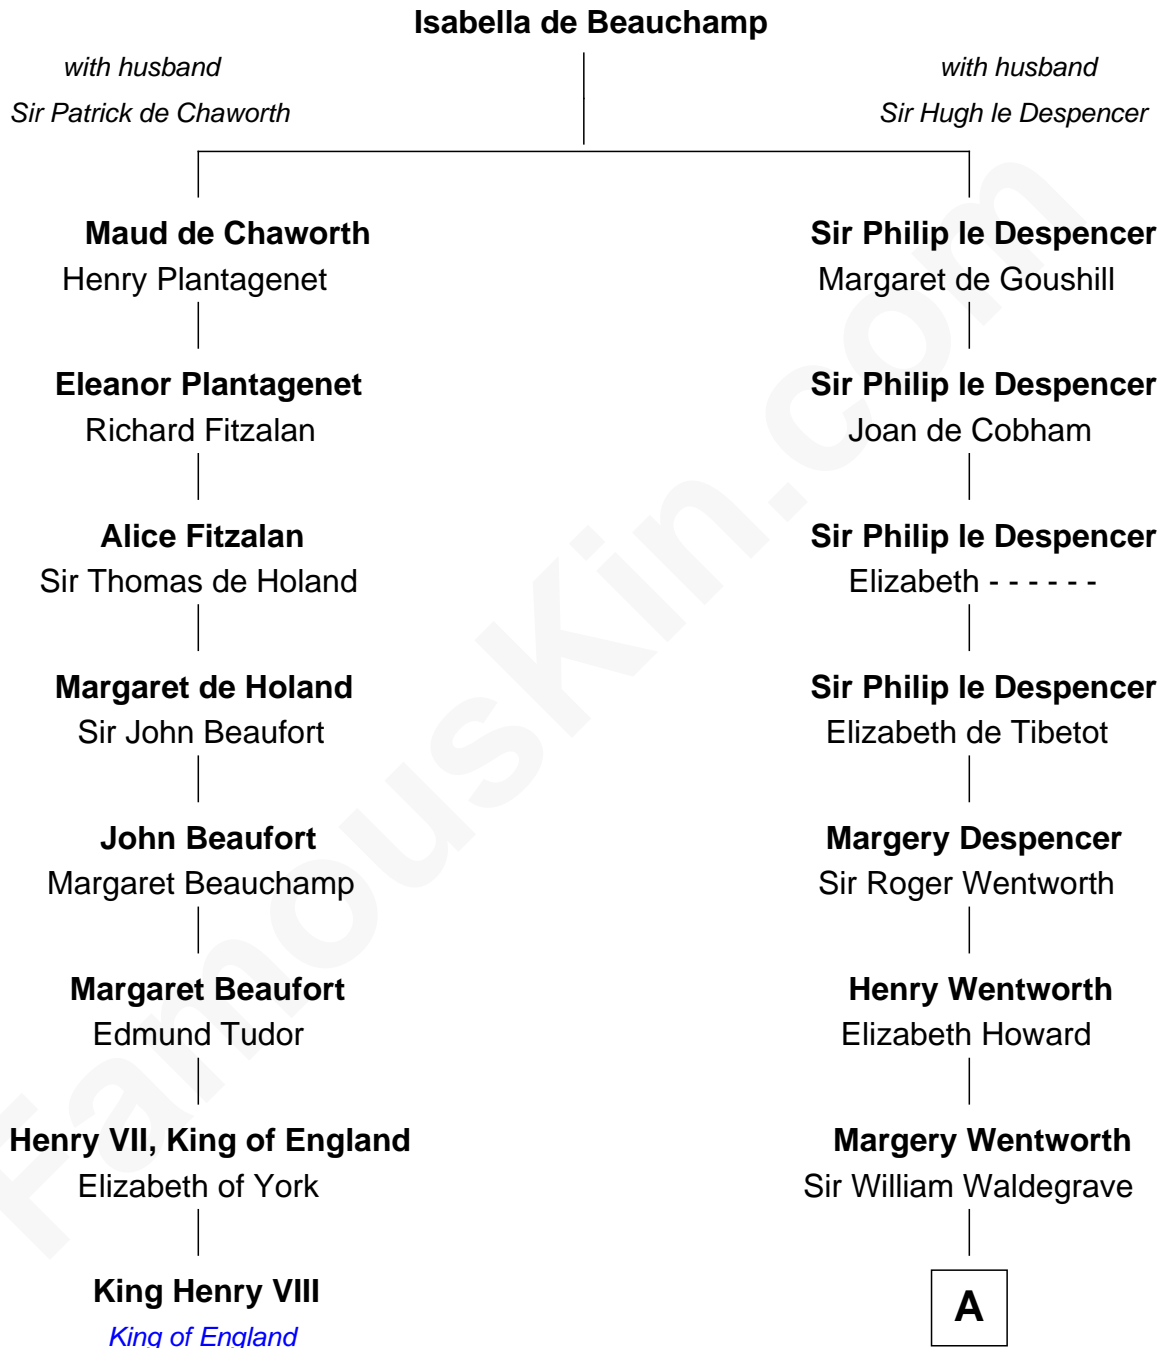 Isabella de Beauchamp
with husband
Sir Patrick de Chaworth
with husband
Sir Hugh le Despencer
Maud de Chaworth
Henry Plantagenet
Sir Philip le Despencer
Margaret de Goushill
Eleanor Plantagenet
Richard Fitzalan
Sir Philip le Despencer
Joan de Cobham
Alice Fitzalan
Sir Thomas de Holand
Sir Philip le Despencer
Elizabeth - - - - - -
Margaret de Holand
Sir John Beaufort
Sir Philip le Despencer
Elizabeth de Tibetot
John Beaufort
Margaret Beauchamp
Margery Despencer
Sir Roger Wentworth
Margaret Beaufort
Edmund Tudor
Henry Wentworth
Elizabeth Howard
Henry VII, King of England
Elizabeth of York
Margery Wentworth
Sir William Waldegrave
King Henry VIII
King of England
A
FamousKin.com